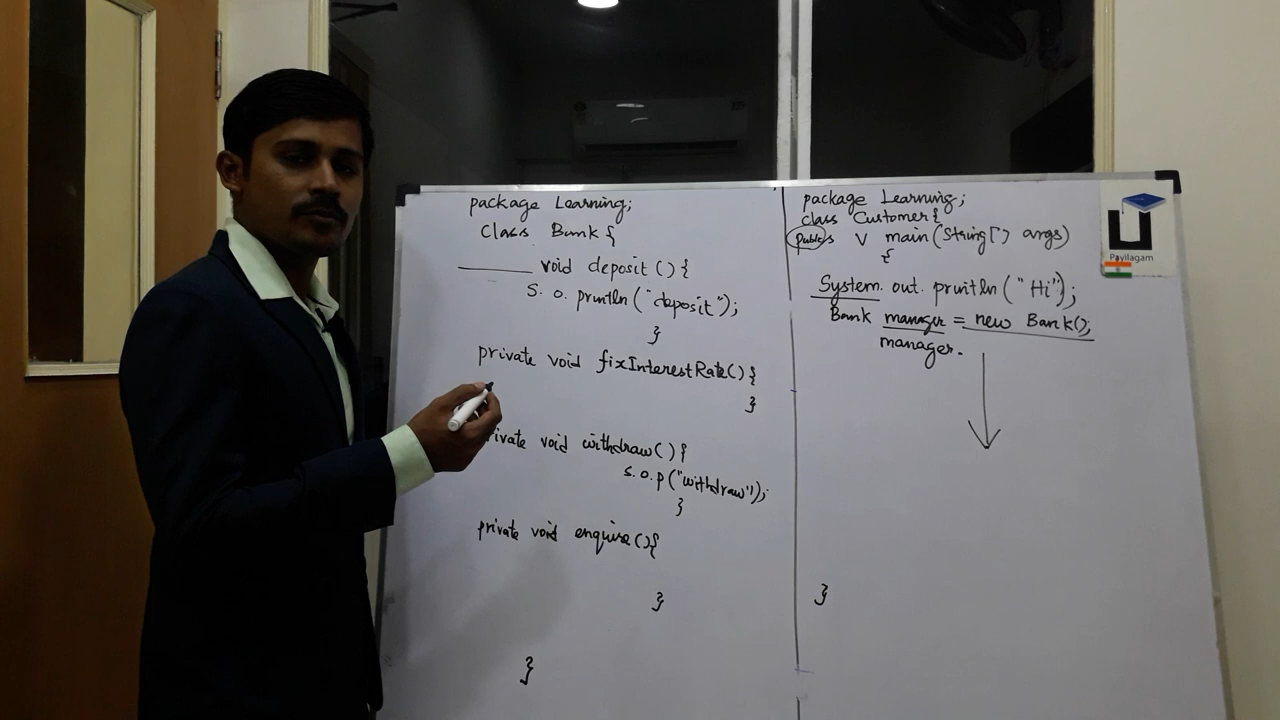 package Learning;
Class Bank {
______ void deposit () {
S. o. println ("deposit");
}
private void fixInterestRate() {
}
private void withdraw( ) {
S. o. p ("withdraw");
}
private void enquire () {
}
}
package Learning;
class Customer {
public s V main (String[] args)
{
System. out. println ("Hi");
Bank manager = new Bank();
manager.
}
Payilagam